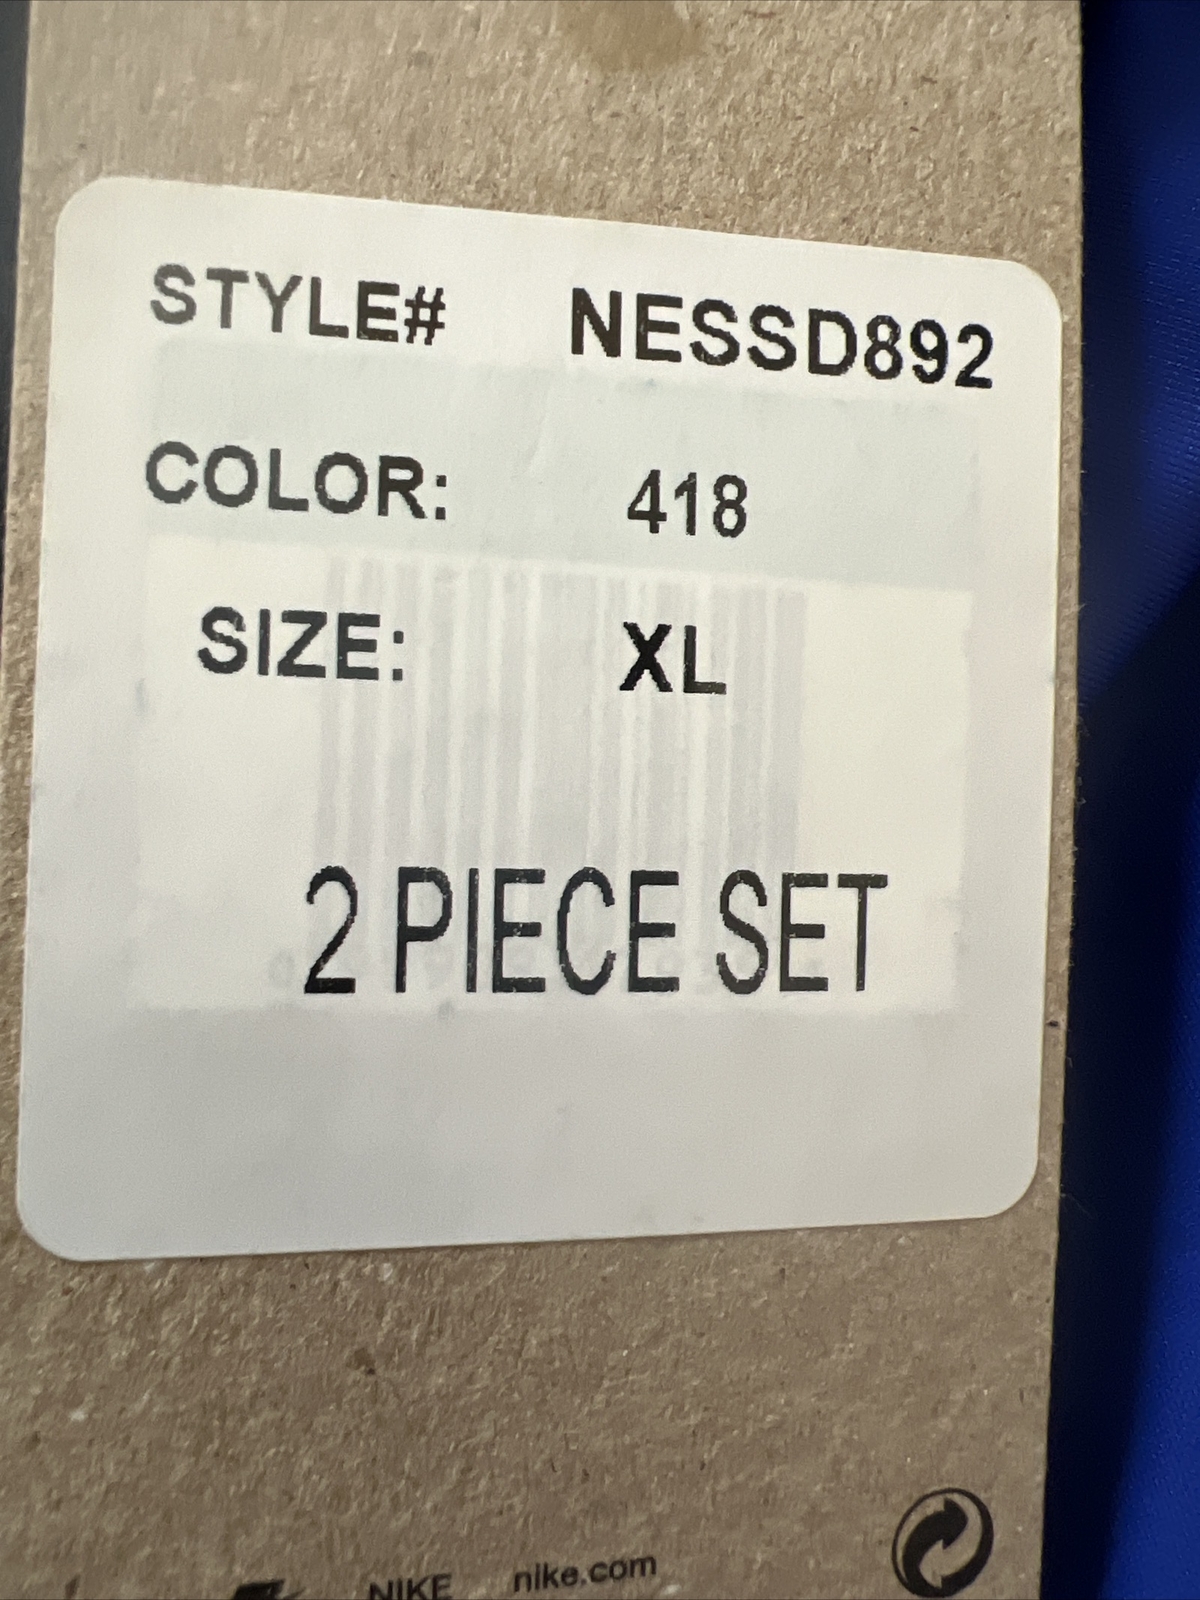 STYLE# NESSD892
COLOR: 418
SIZE: XL
2 PIECE SET
NIKE nike.com